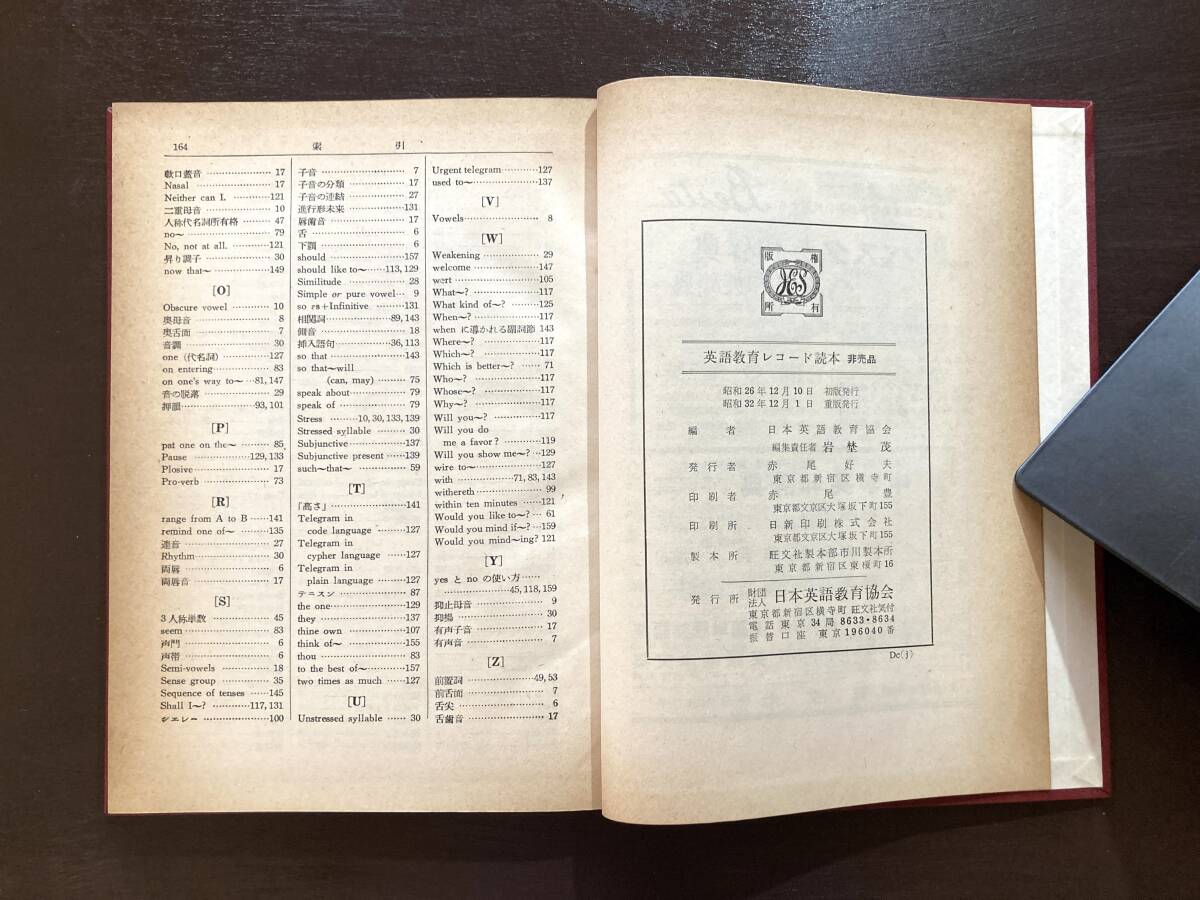 164
索引
軟口蓋音 17
Nasal 17
Neither can I. 121
二重母音 10
人称代名詞所有格 47
no〜 79
No, not at all. 121
昇り調子 30
now that〜 149
[O]
Obscure vowel 10
奥母音 8
奥舌面 7
音調 30
one (代名詞) 127
on entering 83
on one's way to〜 81, 147
音の脱落 29
押韻 93, 101
[P]
pat one on the〜 85
Pause 129, 133
Plosive 17
Pro-verb 73
[R]
range from A to B 141
remind one of〜 135
連音 27
Rhythm 30
両唇 6
両唇音 17
[S]
3人称単数 45
seem 83
声門 6
声帯 6
Semi-vowels 18
Sense group 35
Sequence of tenses 145
Shall I〜? 117, 131
シエレー 100
子音 7
子音の分類 17
子音の連結 27
進行形未来 131
唇歯音 17
舌 6
下顎 6
should 157
should like to〜 113, 129
Similitude 28
Simple or pure vowel 9
so as+Infinitive 131
相関詞 89, 143
側音 18
挿入語句 36, 113
so that 143
so that〜will
(can, may) 75
speak about 79
speak of 79
Stress 10, 30, 133, 139
Stressed syllable 30
Subjunctive 137
Subjunctive present 139
such〜that〜 59
[T]
「高さ」 141
Telegram in
code language 127
Telegram in
cypher language 127
Telegram in
plain language 127
テニスン 87
the one 129
they 137
thine own 107
think of〜 155
thou 83
to the best of〜 157
two times as much 127
[U]
Unstressed syllable 30
Urgent telegram 127
used to〜 137
[V]
Vowels 8
[W]
Weakening 29
welcome 147
wert 105
What〜? 117
What kind of〜? 125
When〜? 117
when に導かれる副詞節 143
Where〜? 117
Which〜? 117
Which is better〜? 71
Who〜? 117
Whose〜? 117
Why〜? 117
Will you〜? 117
Will you do
me a favor? 119
Will you show me〜? 129
wire to〜 127
with 71, 83, 143
withereth 99
within ten minutes 121
Would you like to〜? 61
Would you mind if〜? 159
Would you mind〜ing? 121
[Y]
yes と no の使い方
45, 118, 159
抑止母音 9
抑揚 30
有声子音 17
有声音 7
[Z]
前置詞 49, 53
前舌面 7
舌尖 6
舌歯音 17
版権
JES
所有
英語教育レコード読本 非売品
昭和26年12月10日 初版発行
昭和32年12月1日 重版発行
編者 日本英語教育協会
編集責任者 岩埜茂
発行者 赤尾好夫
東京都新宿区横寺町
印刷者 赤尾豊
東京都文京区大塚坂下町155
印刷所 日新印刷株式会社
東京都文京区大塚坂下町155
製本所 旺文社製本部市川製本所
東京都新宿区東榎町16
発行所 財団法人 日本英語教育協会
東京都新宿区横寺町 旺文社気付
電話東京34局8633・8634
振替口座 東京196040番